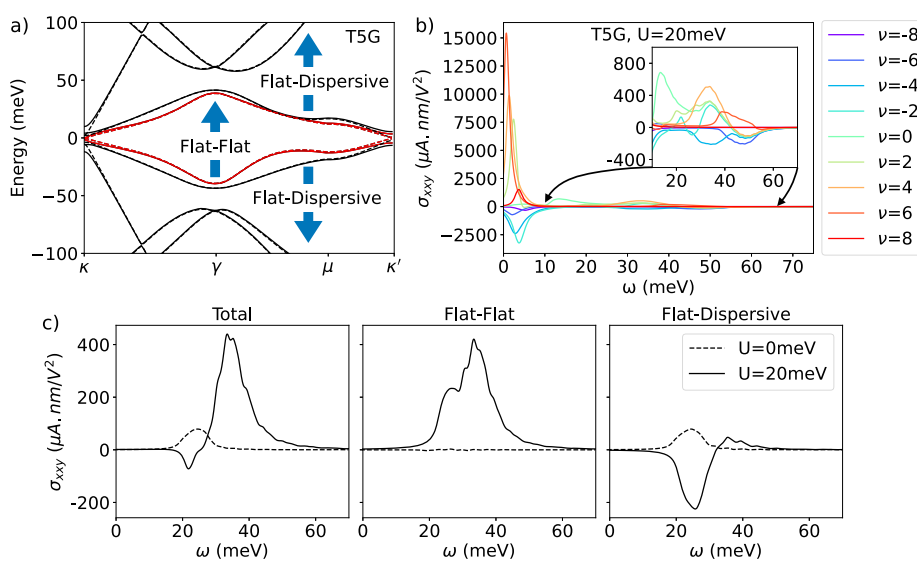 a)
T5G
Energy (meV)
100
50
0
−50
−100
Flat-Dispersive
Flat-Flat
Flat-Dispersive
κ
γ
μ
κ′
b)
T5G, U=20meV
σxxy (μA.nm/V²)
15000
12500
10000
7500
5000
2500
0
−2500
400
0
-400
20
40
60
0
10
20
30
40
50
60
70
ω (meV)
ν=-8
ν=-6
ν=-4
ν=-2
ν=0
ν=2
ν=4
ν=6
ν=8
c)
Total
Flat-Flat
Flat-Dispersive
σxxy (μA.nm/V²)
400
200
0
-200
U=0meV
U=20meV
0
20
40
60
0
20
40
60
0
20
40
60
ω (meV)
ω (meV)
ω (meV)